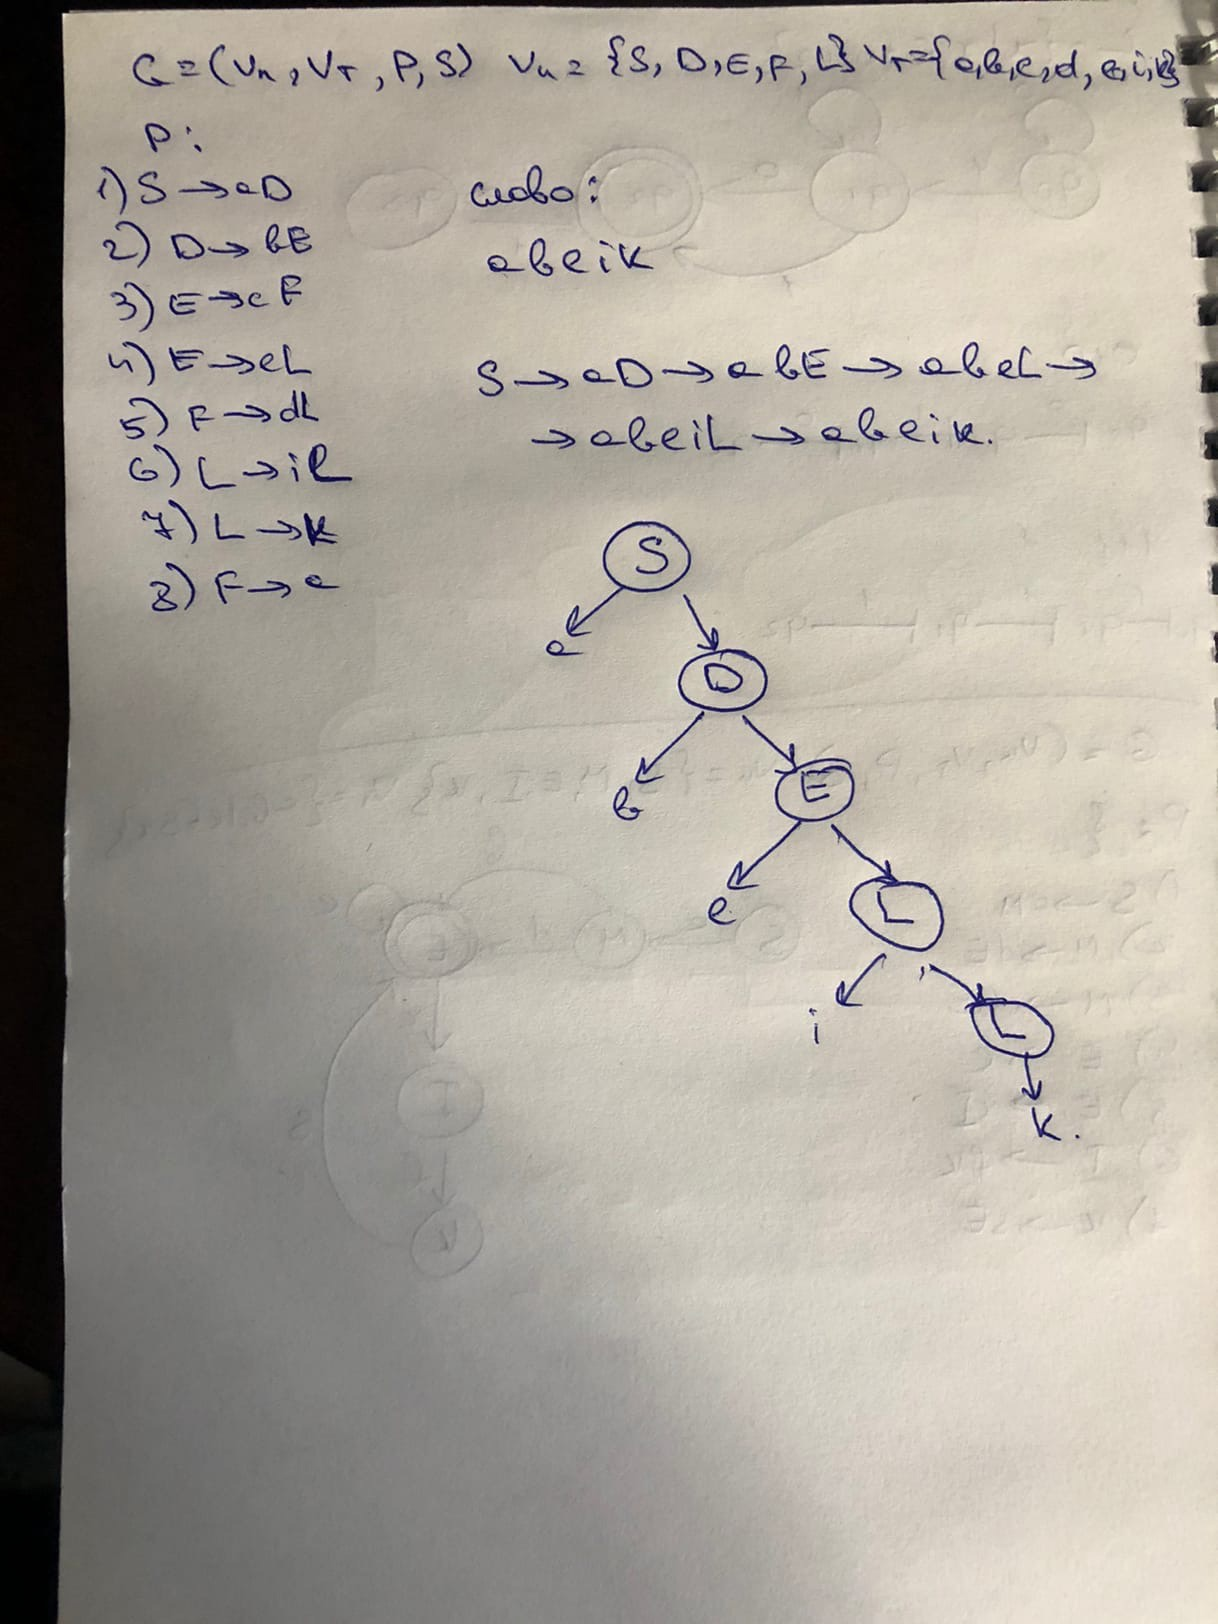 G=(Vn, VT, P, S) Vn = {S, D, E, F, L} VT={a,b,c,d,e,i,k}
P:
1) S→aD
2) D→bE
3) E→cF
4) E→eL
5) F→dL
6) L→iL
7) L→k
8) F→e
слово:
abeik
S→aD→abE→abeL→
→abeiL→abeik.
S
a
D
b
E
e
L
i
L
k.